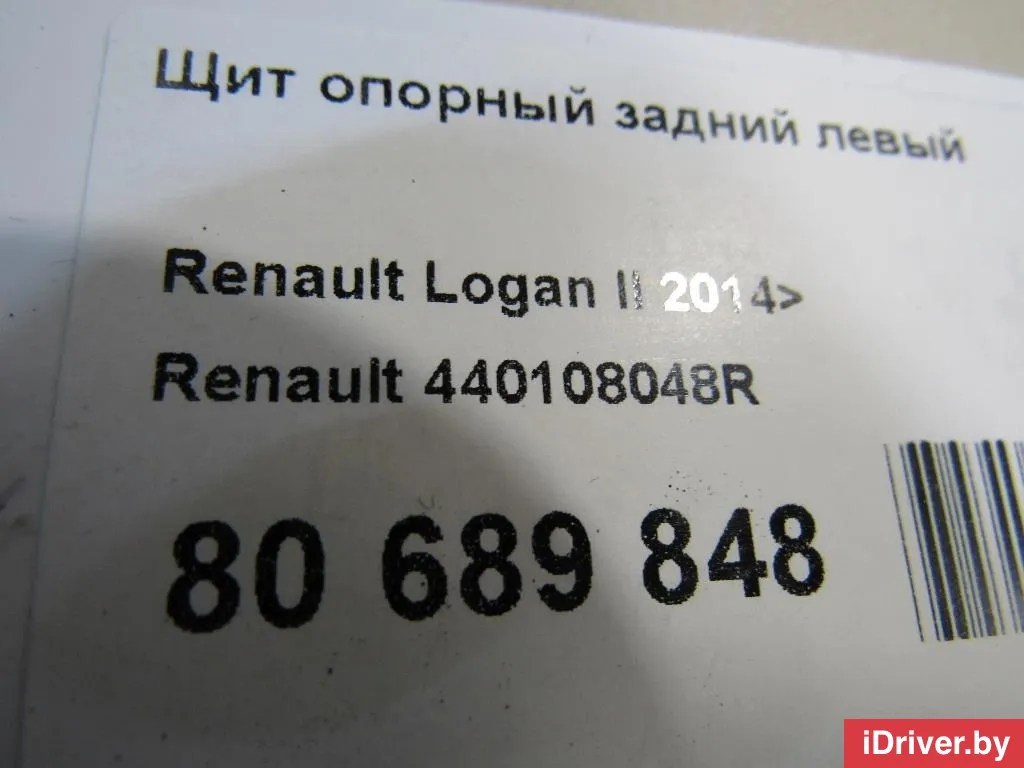 Щит опорный задний левый
Renault Logan II 2014>
Renault 440108048R
80 689 848
iDriver.by